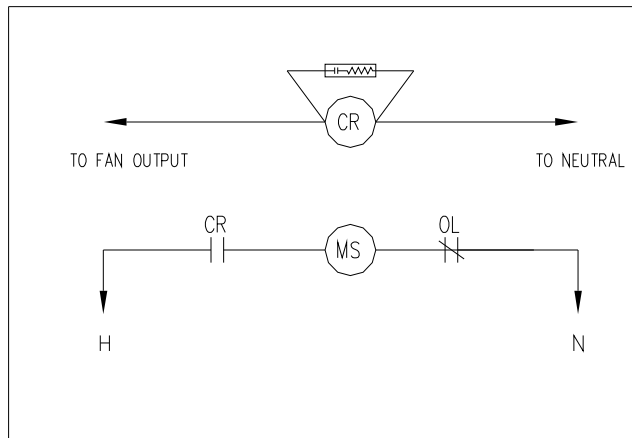 CR
TO FAN OUTPUT TO NEUTRAL
CR OL
MS
H N